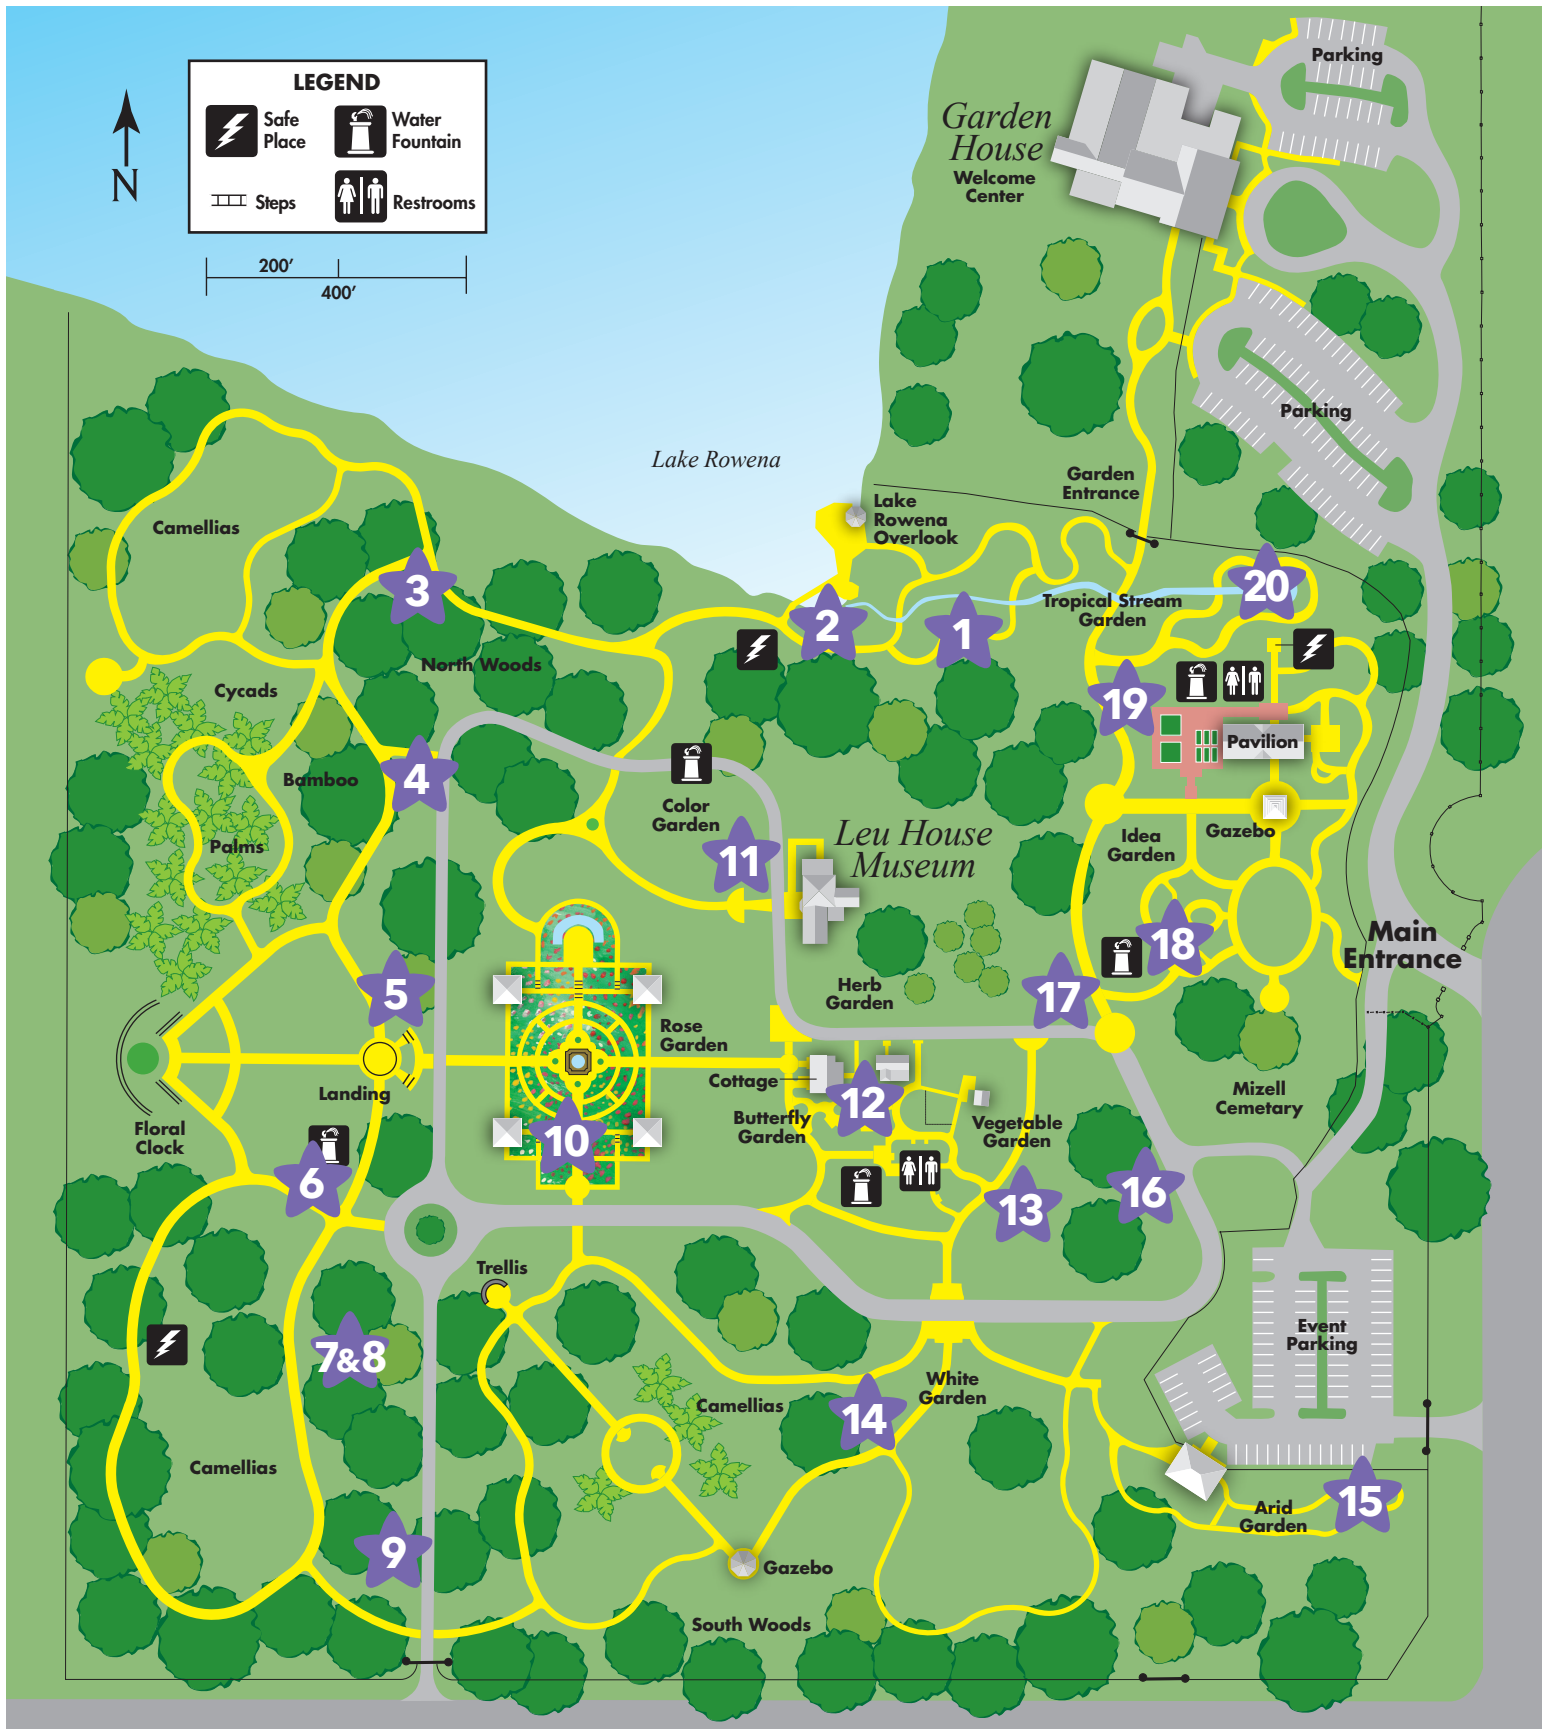 LEGEND
Safe
Place
Water
Fountain
Steps
Restrooms
N
200′
400′
Parking
Garden
House
Welcome
Center
Parking
Lake Rowena
Garden
Entrance
Lake
Rowena
Overlook
Camellias
3
2
1
20
Tropical Stream
Garden
North Woods
Cycads
19
Pavilion
4
Bamboo
Color
Garden
Palms
11
Leu House
Museum
Idea
Garden
Gazebo
18
Main
Entrance
5
17
Herb
Garden
Rose
Garden
Landing
Cottage
12
Butterfly
Garden
Vegetable
Garden
Mizell
Cemetary
Floral
Clock
10
6
13
16
Trellis
7&8
Event
Parking
White
Garden
Camellias
14
Camellias
15
Arid
Garden
9
Gazebo
South Woods